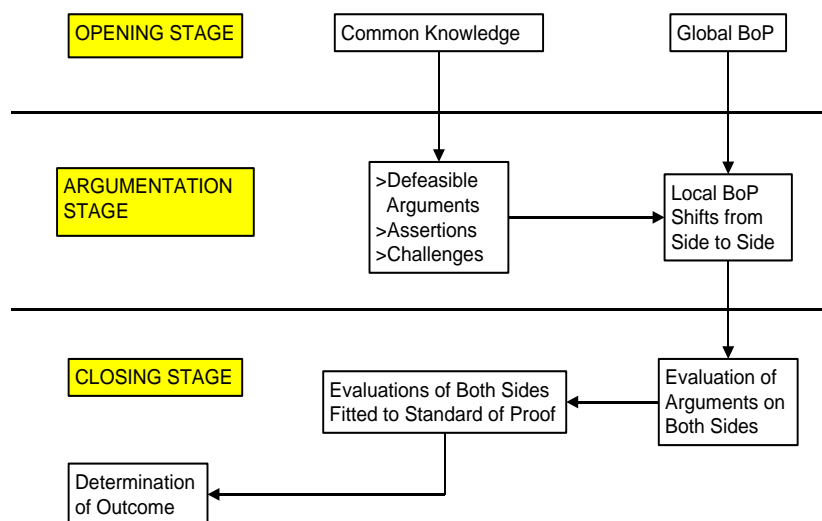 OPENING STAGE
Common Knowledge
Global BoP
ARGUMENTATION
STAGE
>Defeasible
Arguments
>Assertions
>Challenges
Local BoP
Shifts from
Side to Side
CLOSING STAGE
Evaluations of Both Sides
Fitted to Standard of Proof
Evaluation of
Arguments on
Both Sides
Determination
of Outcome